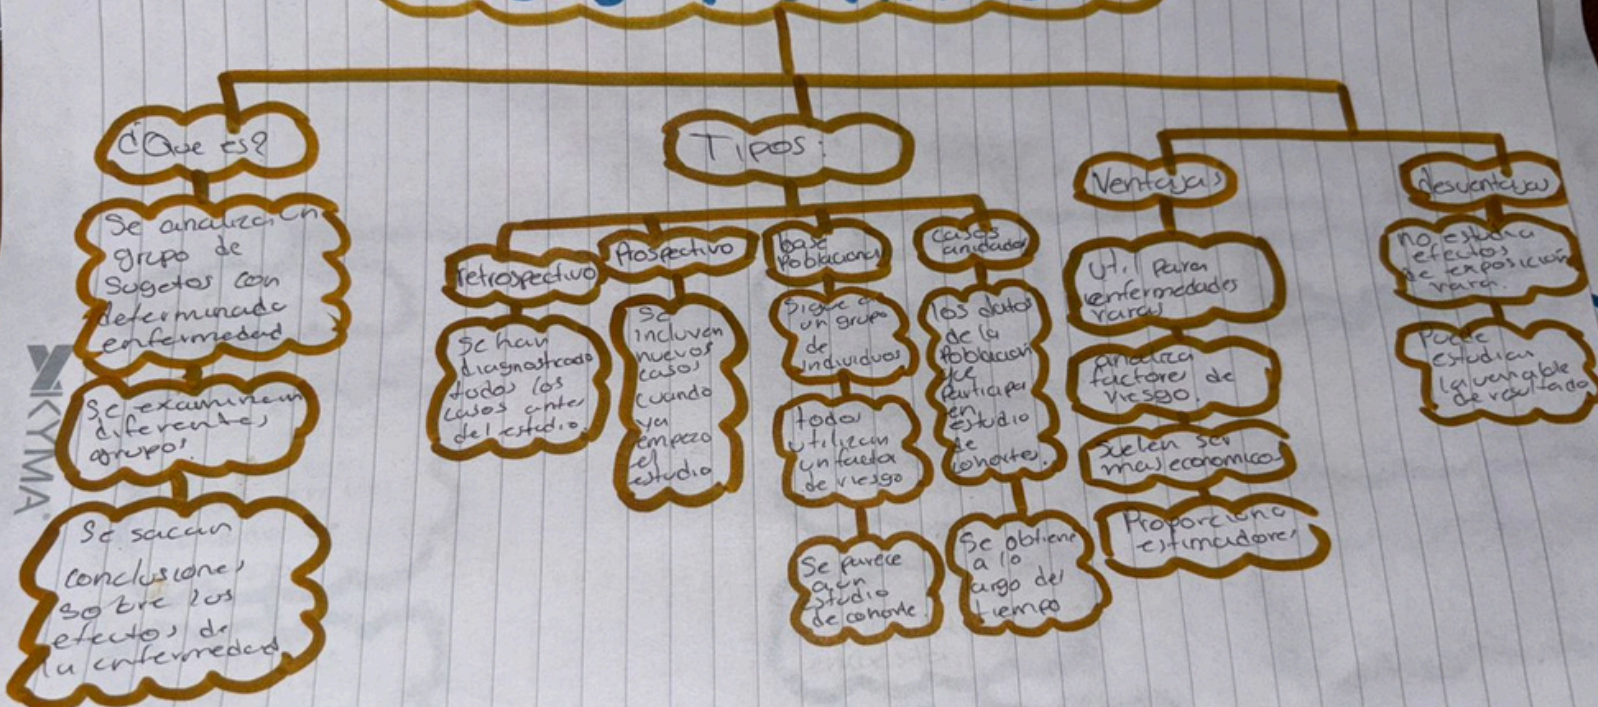 ¿Que es?
Se analiza un
grupo de
Sugetos con
determinada
enfermedad
Se examinan
diferentes
grupos.
Se sacan
conclusiones
sobre los
efectos de
la enfermedad
Tipos:
retrospectivo
Se han
diagnosticado
todos los
casos antes
del estudio.
Prospectivo
Se
incluyen
nuevos
casos
cuando
ya
empezo
el
estudio
base
Poblacional
Sigue a
un grupo
de
individuos
todos
utilizan
un factor
de riesgo
Se parece
a un
estudio
de cohorte.
casos
anidados
los datos
de la
Poblacion
que
Participa
en
estudio
de
cohortes.
Se obtiene
a lo
largo del
tiempo
Ventajas
Util para
enfermedades
raras
analiza
factores de
riesgo.
Suelen ser
mas economicos
Proporciona
estimadores
desventajas
no estudia
efectos
de exposicion
rara.
Puede
estudiar
la variable
de resultado
KYMA